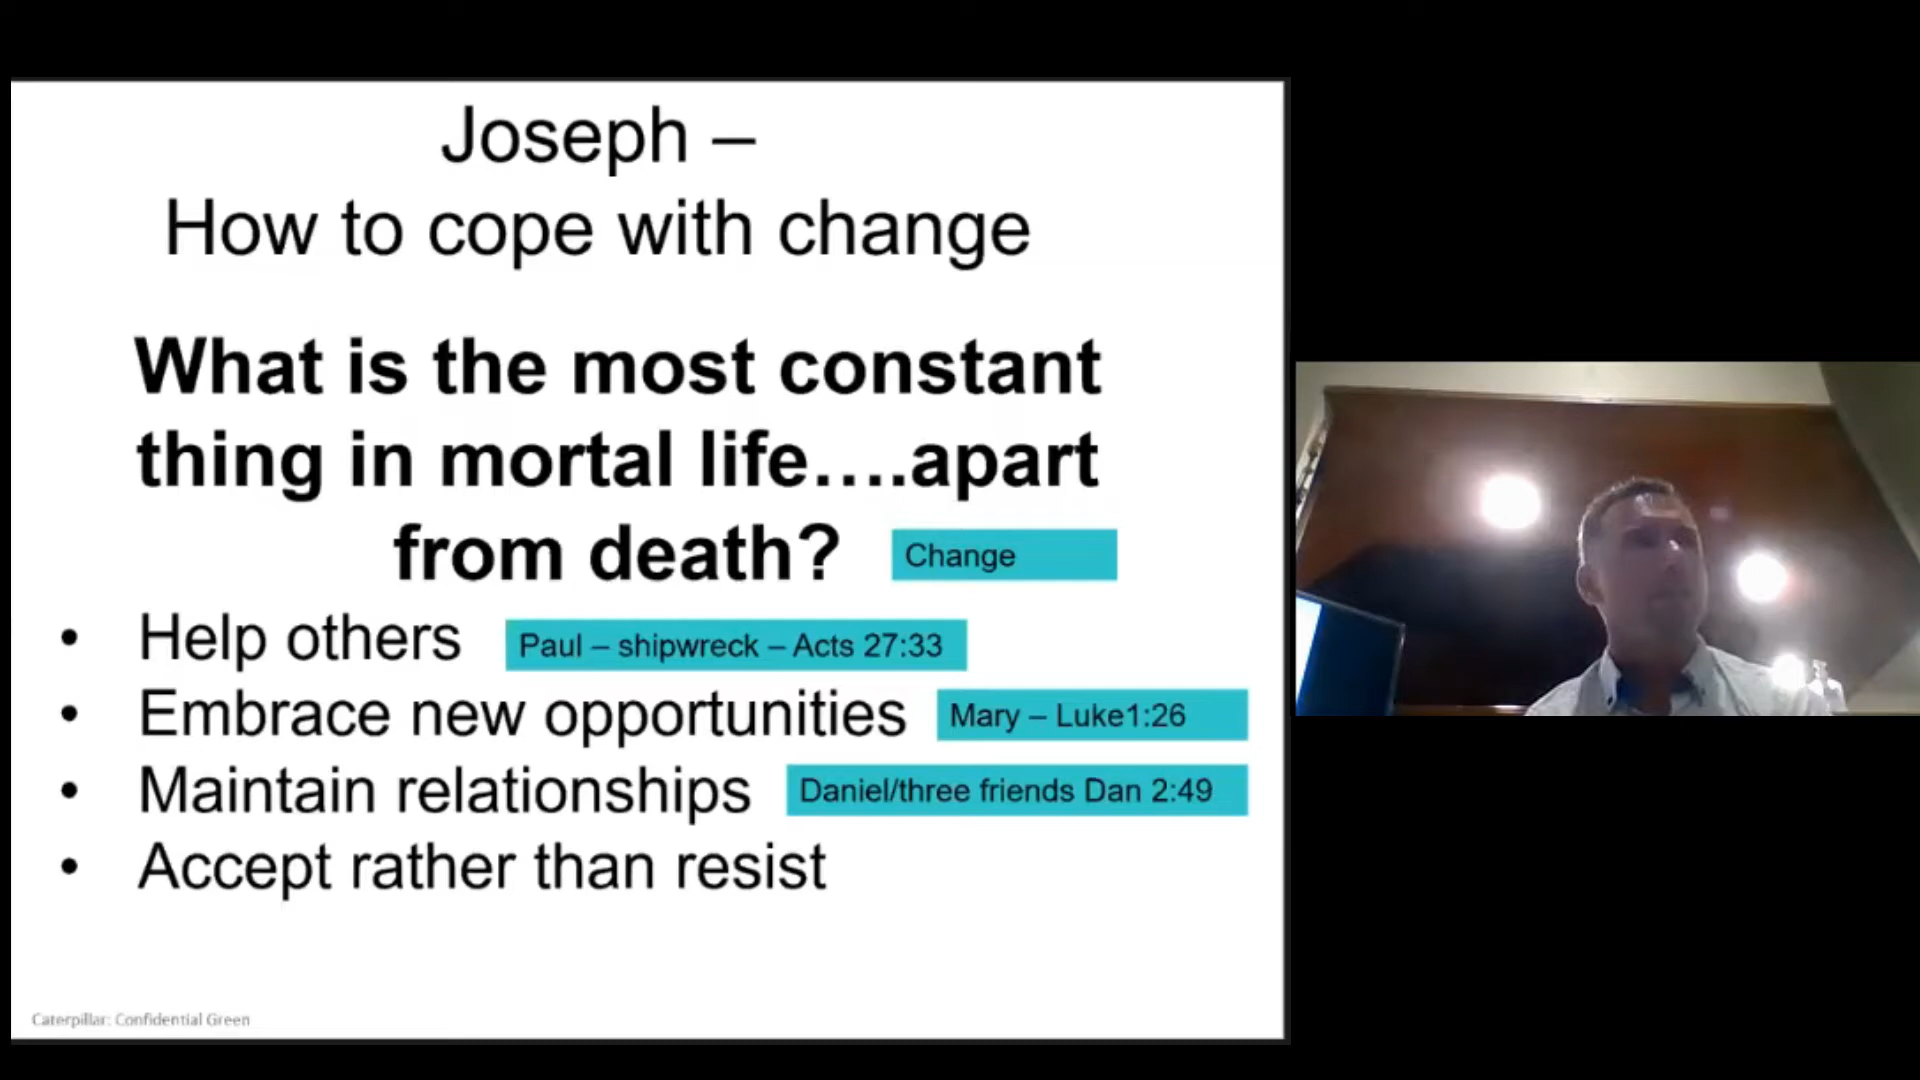 Joseph –
How to cope with change
What is the most constant
thing in mortal life….apart
from death? Change
• Help others Paul – shipwreck – Acts 27:33
• Embrace new opportunities Mary – Luke1:26
• Maintain relationships Daniel/three friends Dan 2:49
• Accept rather than resist
Caterpillar: Confidential Green